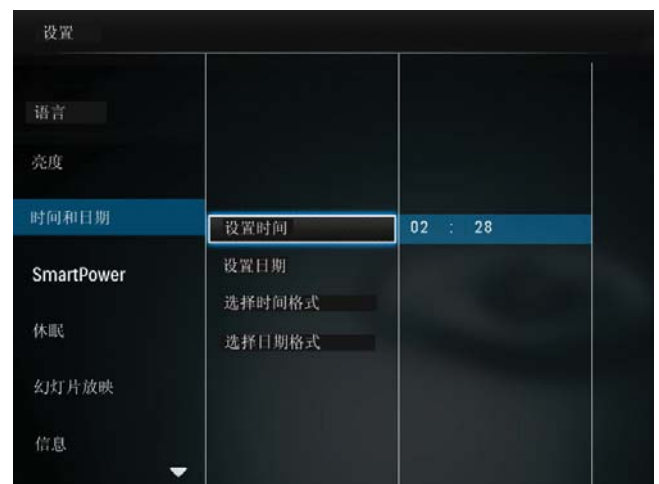 设置
语言
亮度
时间和日期
SmartPower
休眠
幻灯片放映
信息
设置时间
设置日期
选择时间格式
选择日期格式
02 : 28